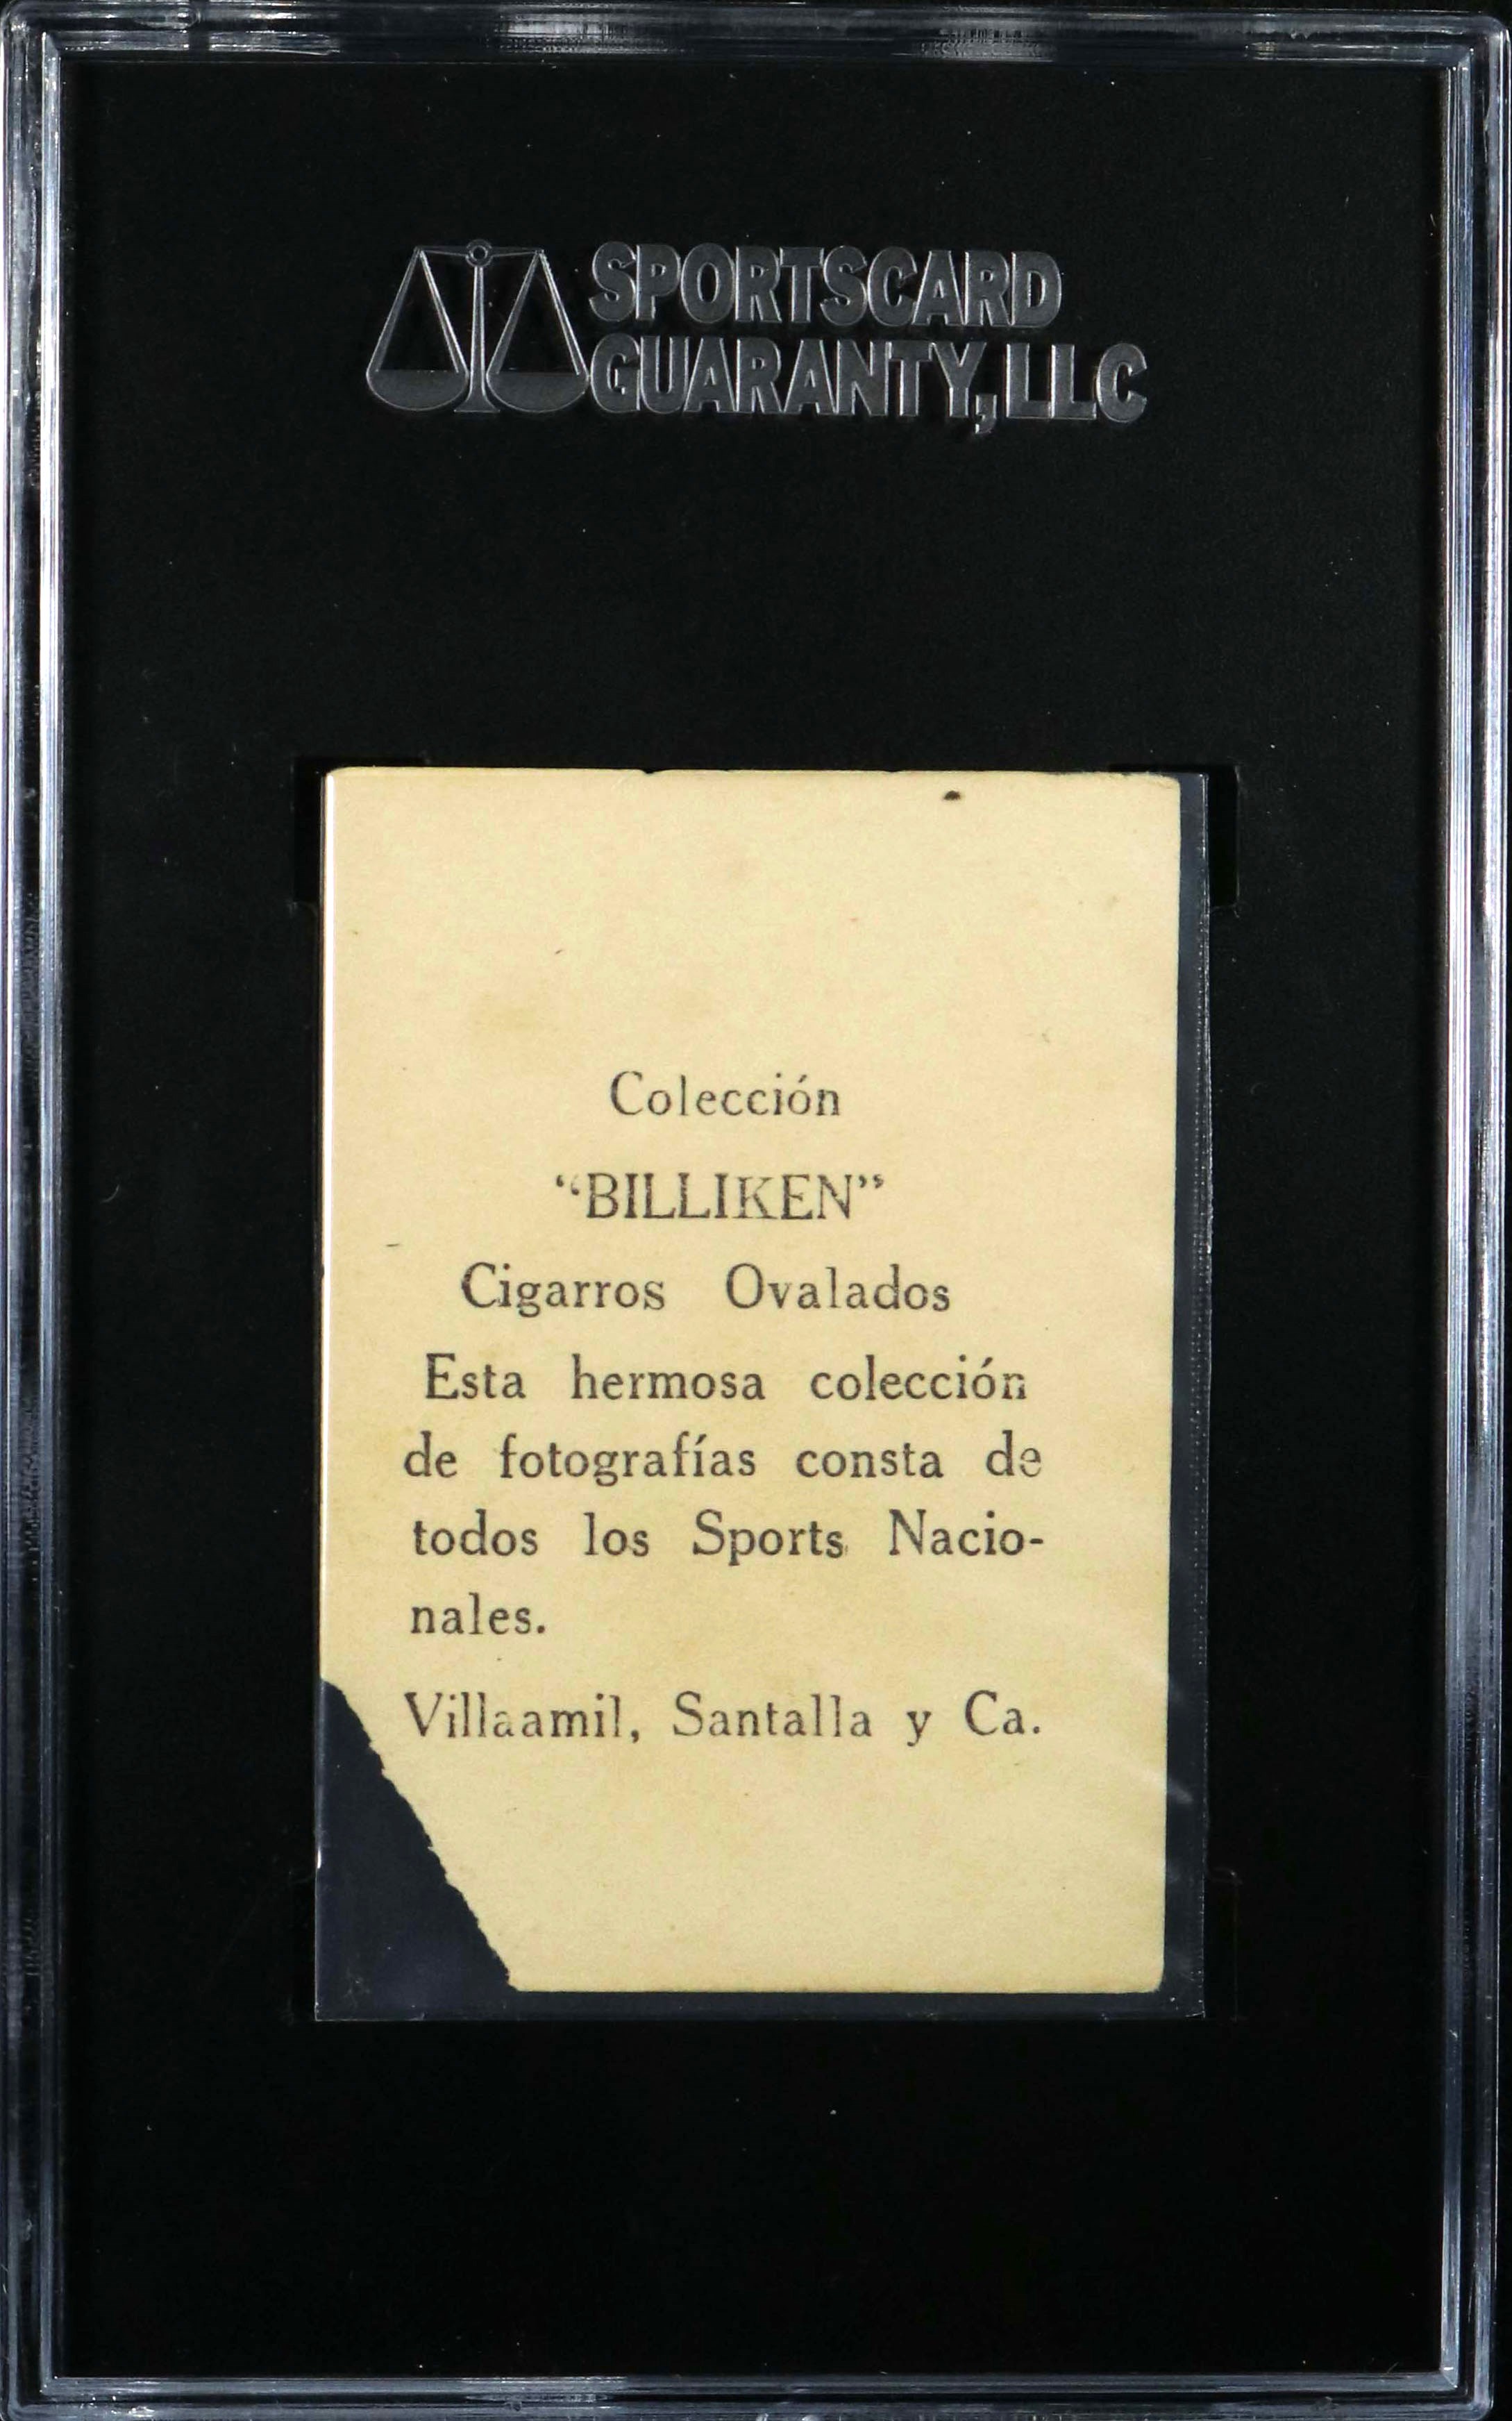 SPORTSCARD
GUARANTY, LLC
Colección
“BILLIKEN”
Cigarros Ovalados
Esta hermosa colección
de fotografías consta de
todos los Sports Nacio-
nales.
Villaamil, Santalla y Ca.